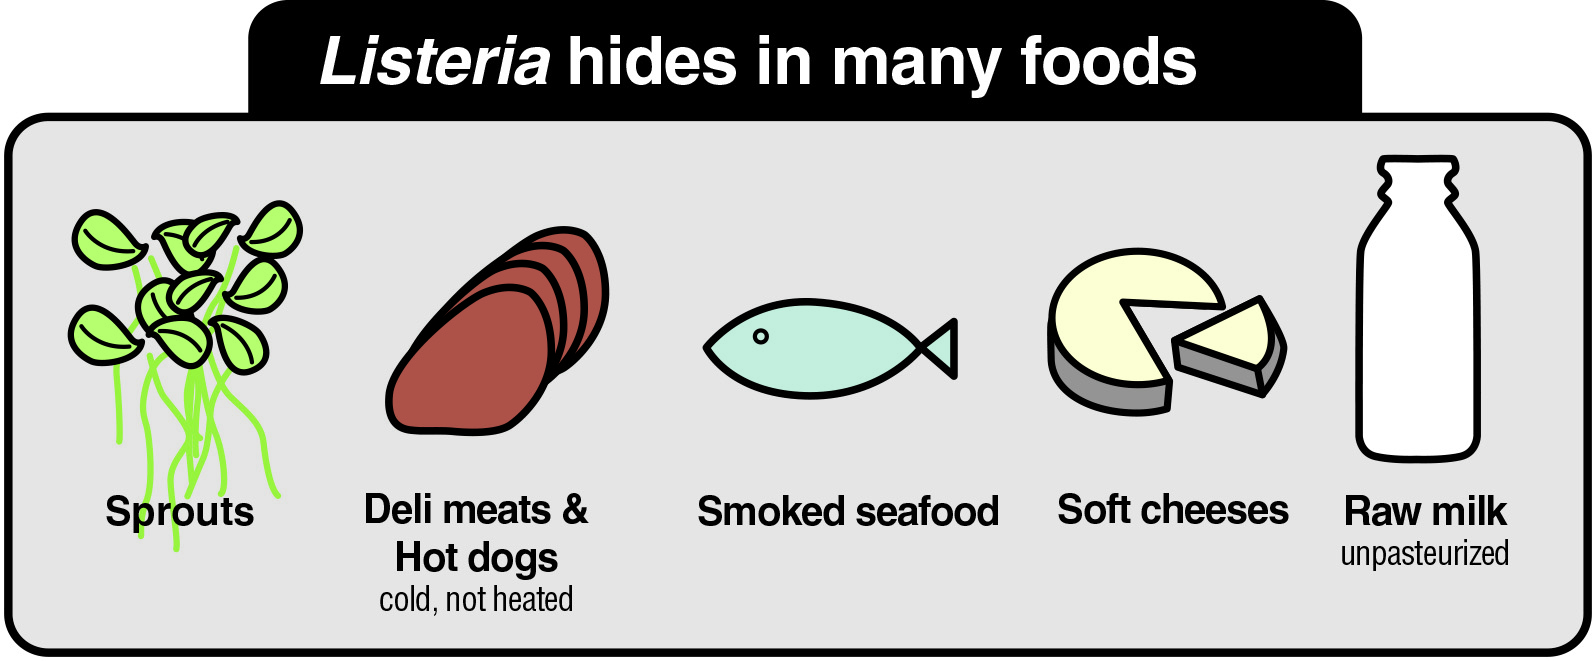 Listeria hides in many foods
Sprouts
Deli meats &
Hot dogs
cold, not heated
Smoked seafood
Soft cheeses
Raw milk
unpasteurized